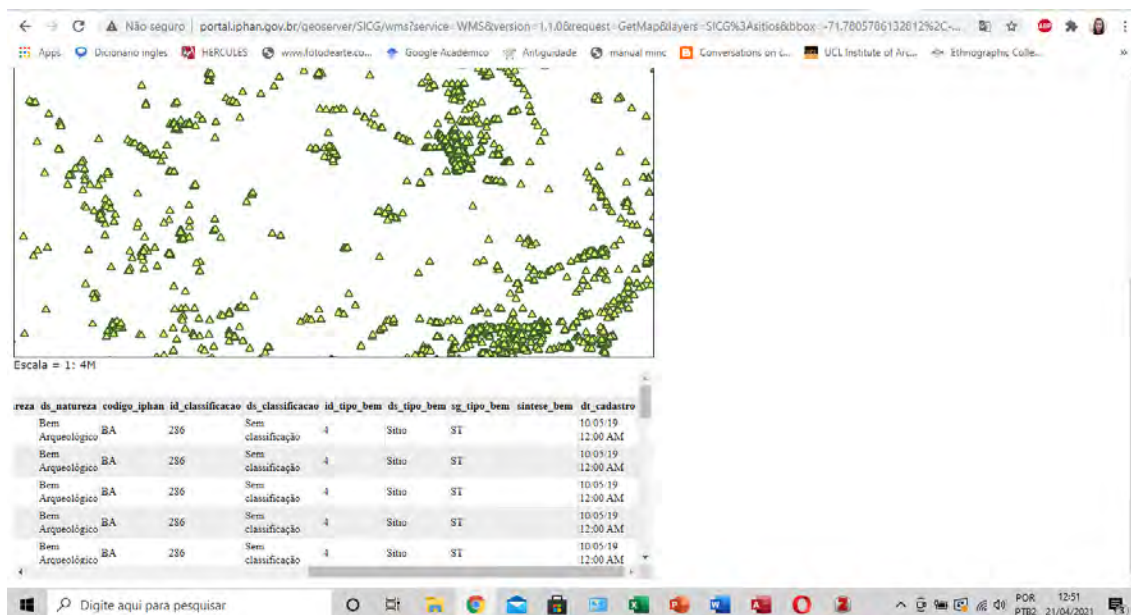 Não seguro | portal.iphan.gov.br/geoserver/SICG/wms?service=WMS&version=1.1.0&request=GetMap&layers=SICG%3Asitios&bbox=-71.7805786132812%2C-...
Apps Dicionario ingles HERCULES www.fotodearte.co... Google Academico Antiguidade manual minc Conversations on c... UCL Institute of Arc... Ethnographic Colle... »
Escala = 1: 4M
reza ds_natureza codigo_iphan id_classificacao ds_classificacao id_tipo_bem ds_tipo_bem sg_tipo_bem sintese_bem dt_cadastro
Bem Arqueológico BA 286 Sem classificação 4 Sítio ST 10/05/19 12:00 AM
Bem Arqueológico BA 286 Sem classificação 4 Sítio ST 10/05/19 12:00 AM
Bem Arqueológico BA 286 Sem classificação 4 Sítio ST 10/05/19 12:00 AM
Bem Arqueológico BA 286 Sem classificação 4 Sítio ST 10/05/19 12:00 AM
Bem Arqueológico BA 286 Sem classificação 4 Sítio ST 10/05/19 12:00 AM
Digite aqui para pesquisar
POR 12:51
PTB2 21/04/2021